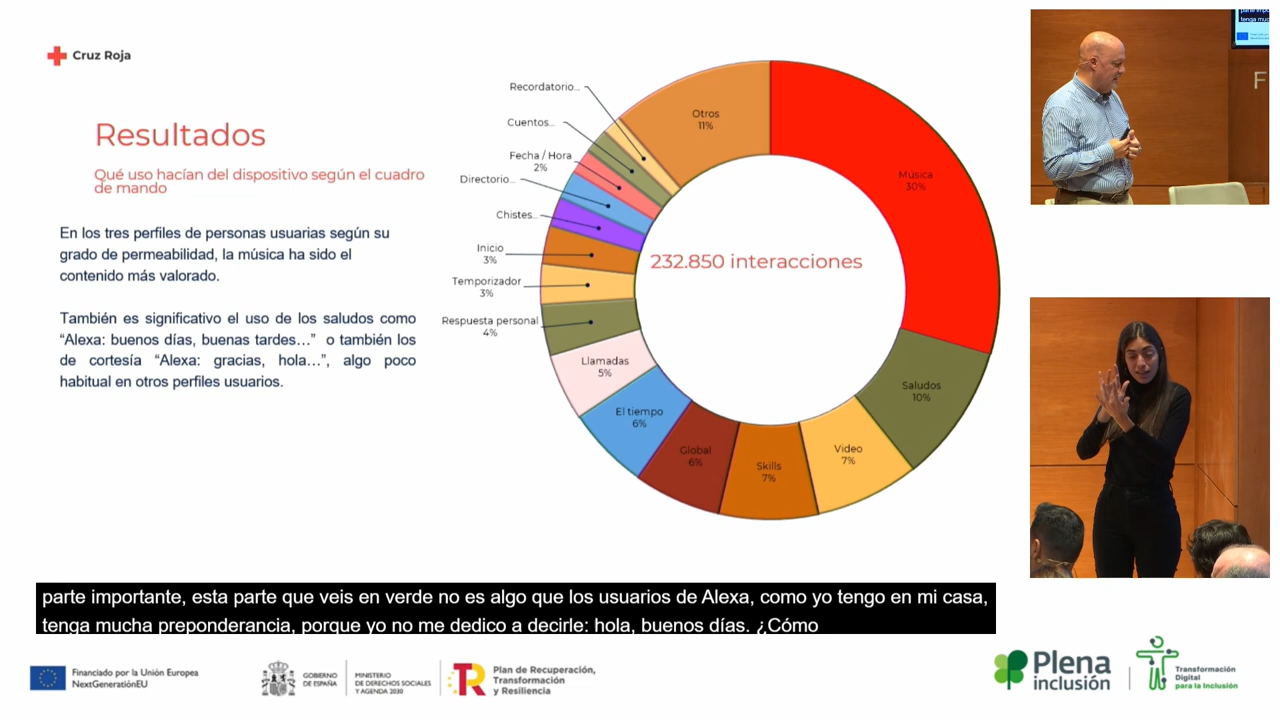 Cruz Roja
Resultados
Qué uso hacían del dispositivo según el cuadro
de mando
En los tres perfiles de personas usuarias según su
grado de permeabilidad, la música ha sido el
contenido más valorado.
También es significativo el uso de los saludos como
“Alexa: buenos días, buenas tardes…” o también los
de cortesía “Alexa: gracias, hola…”, algo poco
habitual en otros perfiles usuarios.
Recordatorio...
Cuentos...
Fecha / Hora
2%
Directorio...
Chistes...
Inicio
3%
Temporizador
3%
Respuesta personal
4%
Llamadas
5%
El tiempo
6%
Global
6%
Skills
7%
Video
7%
Saludos
10%
Música
30%
Otros
11%
232.850 interacciones
parte importante, esta parte que veis en verde no es algo que los usuarios de Alexa, como yo tengo en mi casa,
tenga mucha preponderancia, porque yo no me dedico a decirle: hola, buenos días. ¿Cómo
Financiado por la Unión Europea
NextGenerationEU
GOBIERNO
DE ESPAÑA
MINISTERIO
DE DERECHOS SOCIALES
Y AGENDA 2030
Plan de Recuperación,
Transformación
y Resiliencia
Plena
inclusión
Transformación
Digital
para la Inclusión
F